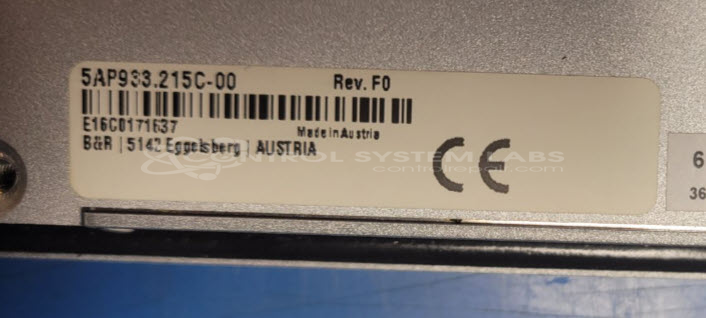 5AP933.215C-00 Rev. F0
E16C0171637
Made in Austria
B&R | 5142 Eggelsberg | AUSTRIA
CE
CONTROL SYSTEM LABS
controlrepair.com
6
36